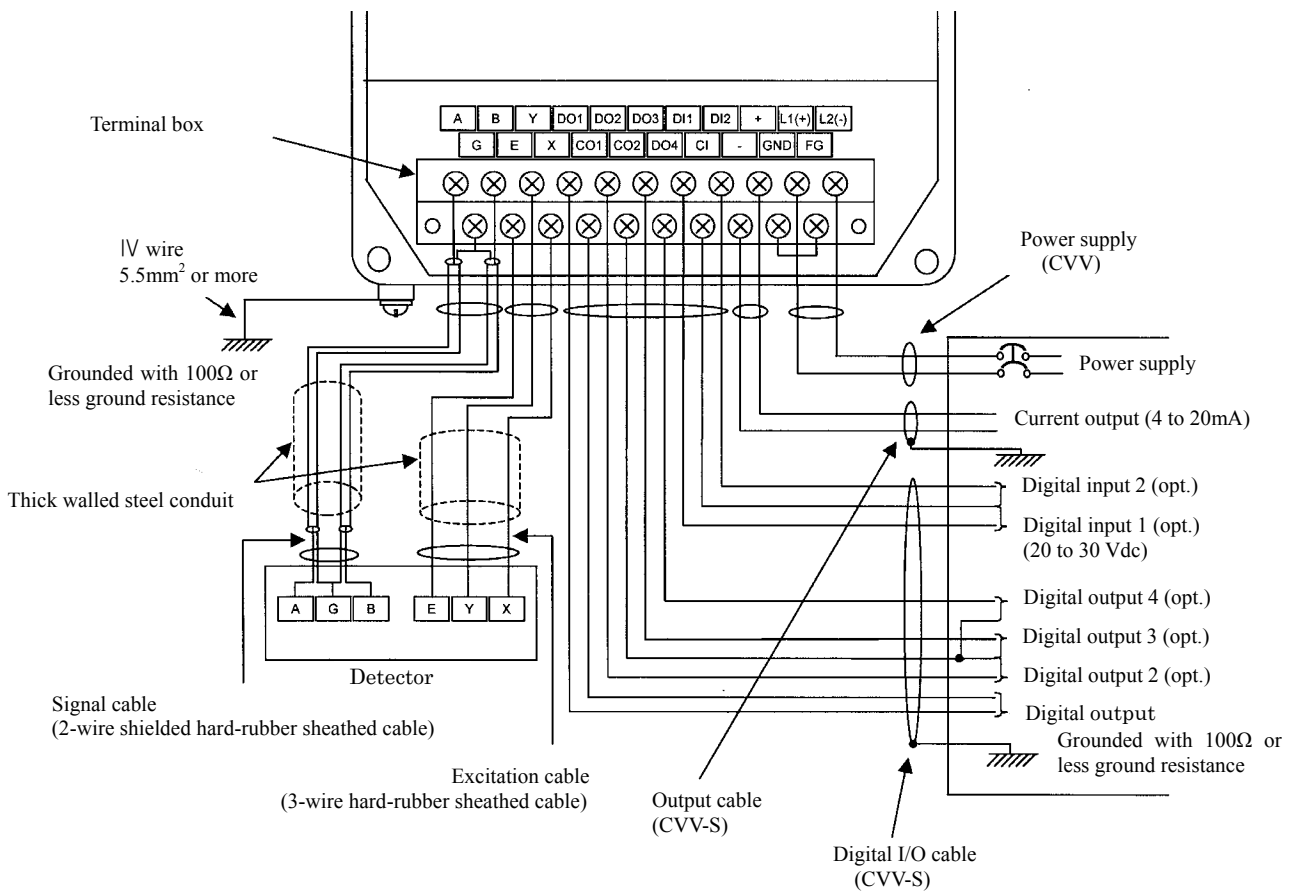 A B Y DO1 DO2 DO3 DI1 DI2 + L1(+) L2(-)
G E X CO1 CO2 DO4 CI - GND FG
Terminal box
IV wire
5.5mm² or more
Grounded with 100Ω or
less ground resistance
Power supply
(CVV)
Power supply
Current output (4 to 20mA)
Thick walled steel conduit
Digital input 2 (opt.)
Digital input 1 (opt.)
(20 to 30 Vdc)
Digital output 4 (opt.)
Digital output 3 (opt.)
Digital output 2 (opt.)
Digital output
Grounded with 100Ω or
less ground resistance
A G B E Y X
Detector
Signal cable
(2-wire shielded hard-rubber sheathed cable)
Excitation cable
(3-wire hard-rubber sheathed cable)
Output cable
(CVV-S)
Digital I/O cable
(CVV-S)